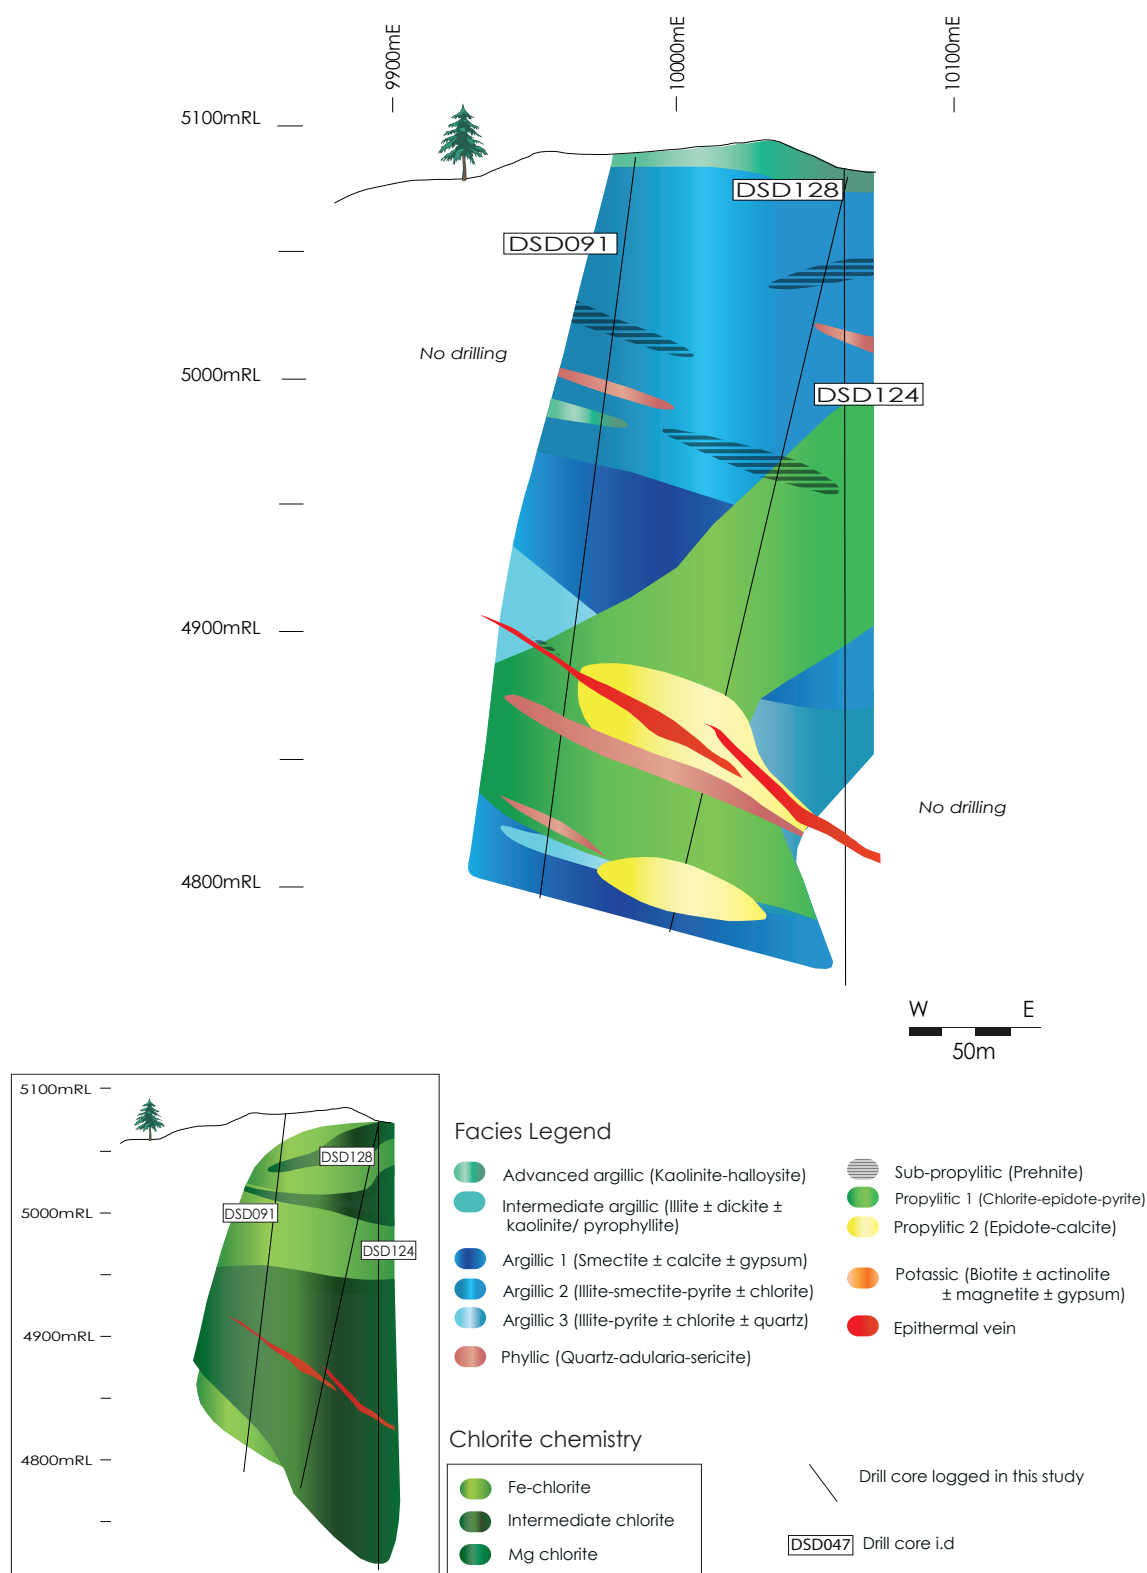 9900mE
10000mE
10100mE
5100mRL
DSD128
DSD091
No drilling
5000mRL
DSD124
4900mRL
No drilling
4800mRL
W E
50m
5100mRL
DSD128
5000mRL
DSD091
DSD124
4900mRL
4800mRL
Facies Legend
Advanced argillic (Kaolinite-halloysite)
Intermediate argillic (Illite ± dickite ±
kaolinite/ pyrophyllite)
Argillic 1 (Smectite ± calcite ± gypsum)
Argillic 2 (Illite-smectite-pyrite ± chlorite)
Argillic 3 (Illite-pyrite ± chlorite ± quartz)
Phyllic (Quartz-adularia-sericite)
Sub-propylitic (Prehnite)
Propylitic 1 (Chlorite-epidote-pyrite)
Propylitic 2 (Epidote-calcite)
Potassic (Biotite ± actinolite
± magnetite ± gypsum)
Epithermal vein
Chlorite chemistry
Fe-chlorite
Intermediate chlorite
Mg chlorite
Drill core logged in this study
DSD047 Drill core i.d